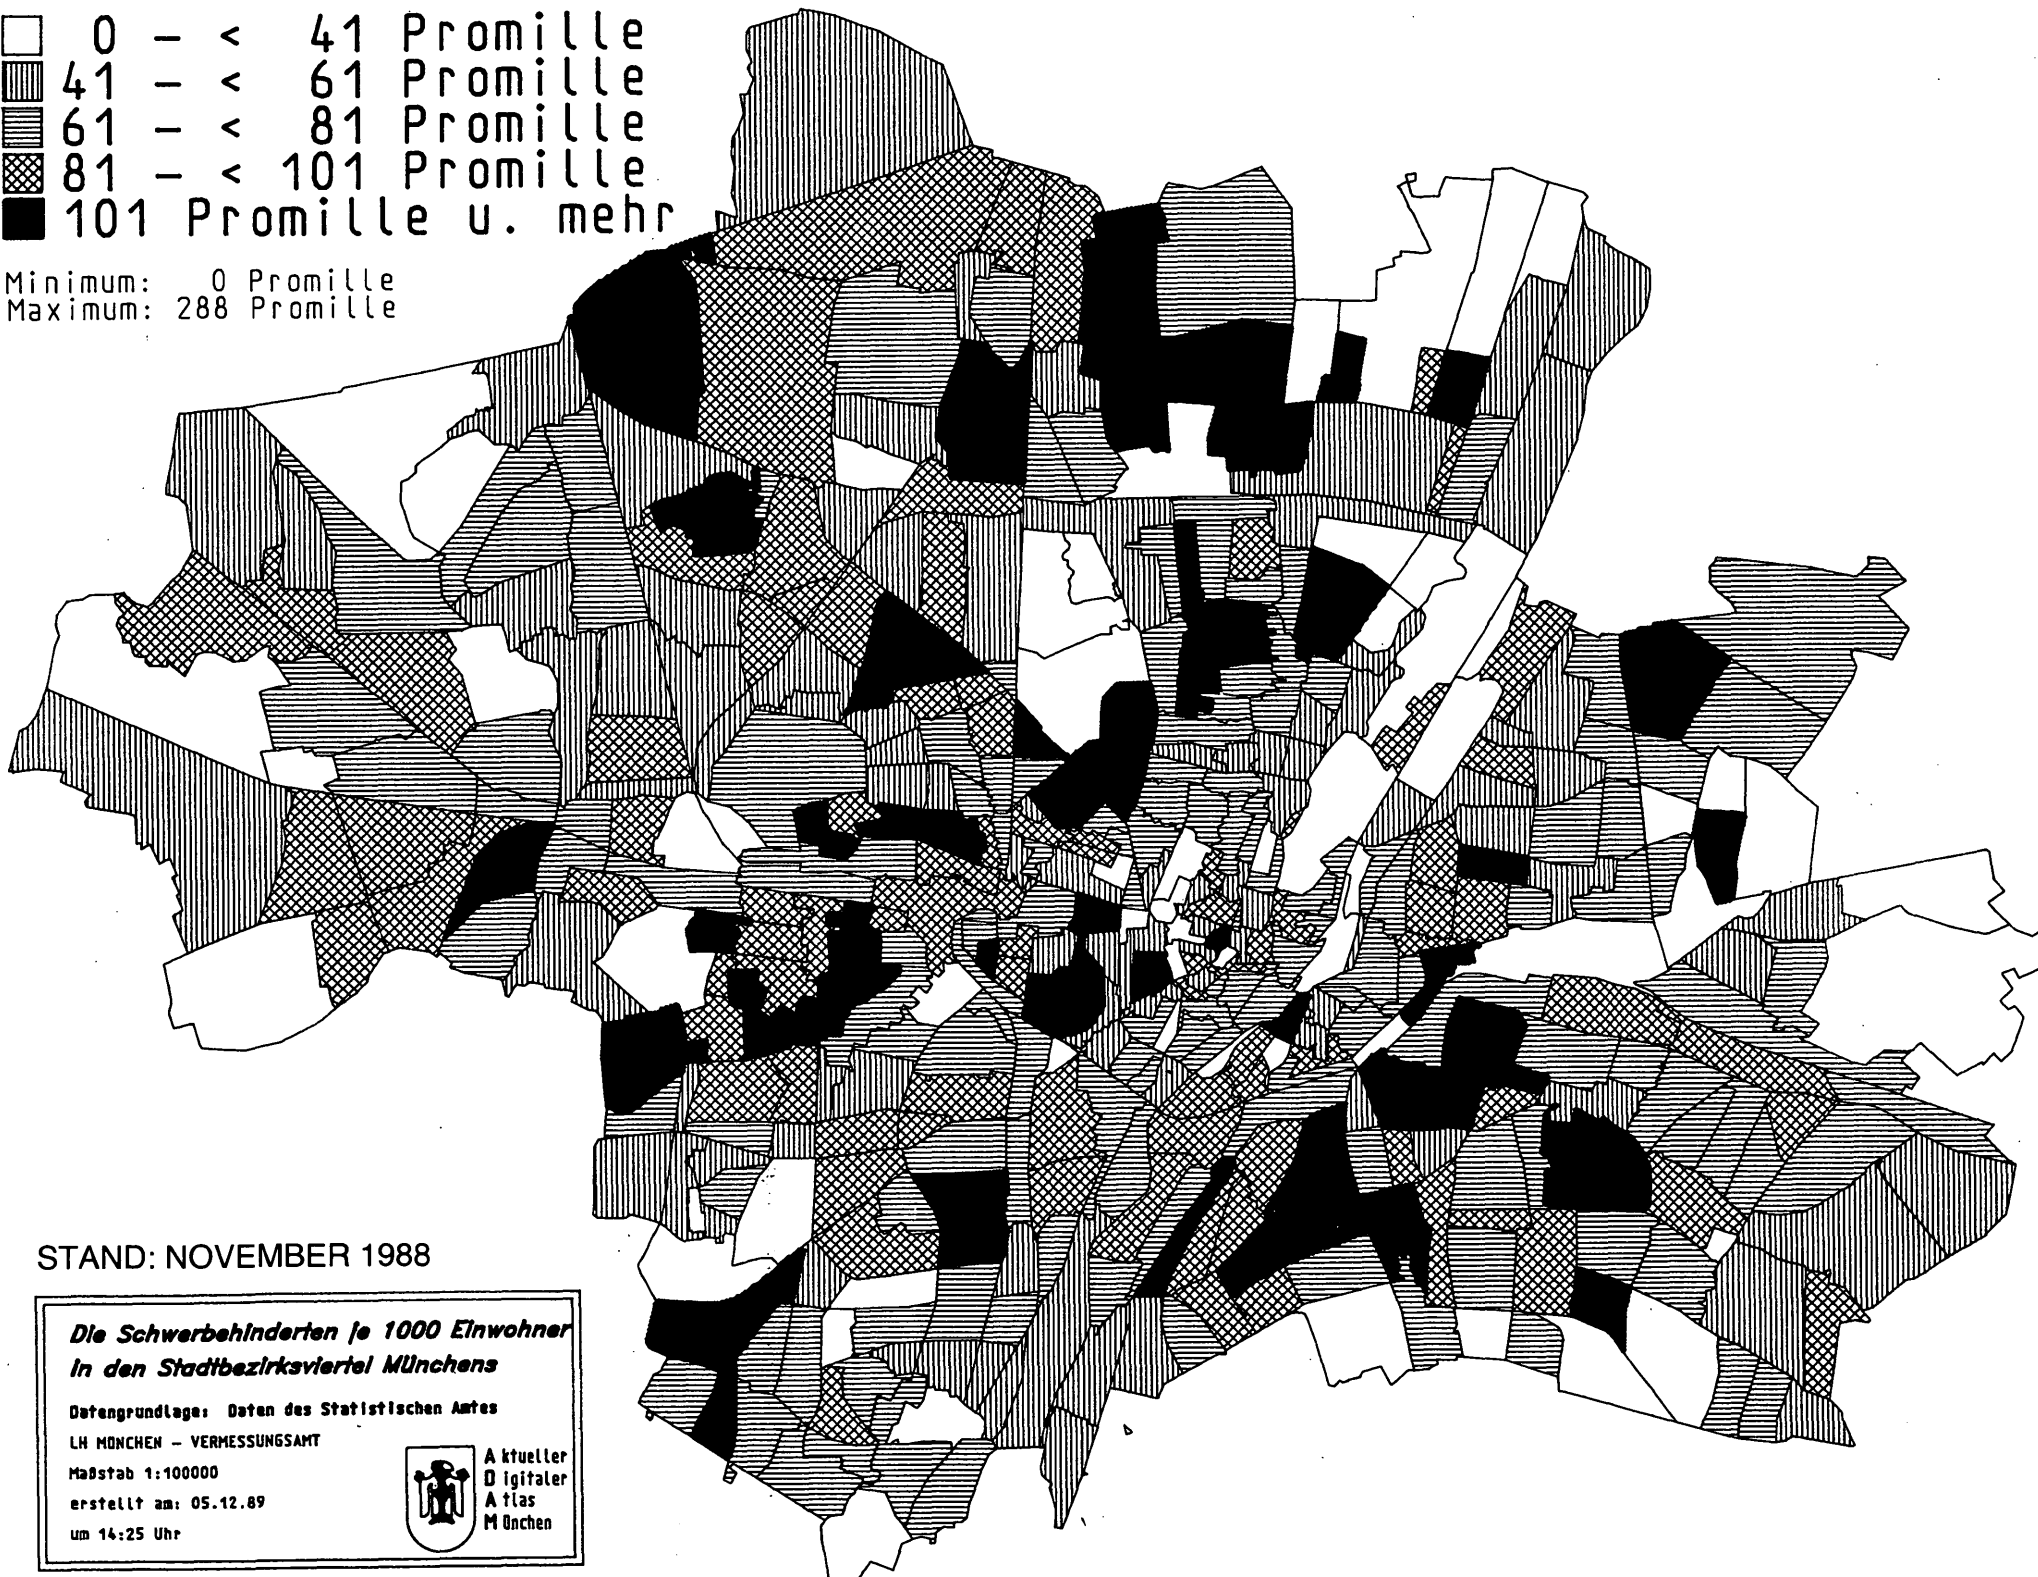 0 - < 41 Promille
41 - < 61 Promille
61 - < 81 Promille
81 - < 101 Promille
101 Promille u. mehr
Minimum: 0 Promille
Maximum: 288 Promille
STAND: NOVEMBER 1988
Die Schwerbehinderten je 1000 Einwohner
in den Stadtbezirksviertel Münchens
Datengrundlage: Daten des Statistischen Amtes
LH MÜNCHEN - VERMESSUNGSAMT
Maßstab 1:100000
erstellt am: 05.12.89
um 14:25 Uhr
A ktueller
D igitaler
A tlas
M ünchen